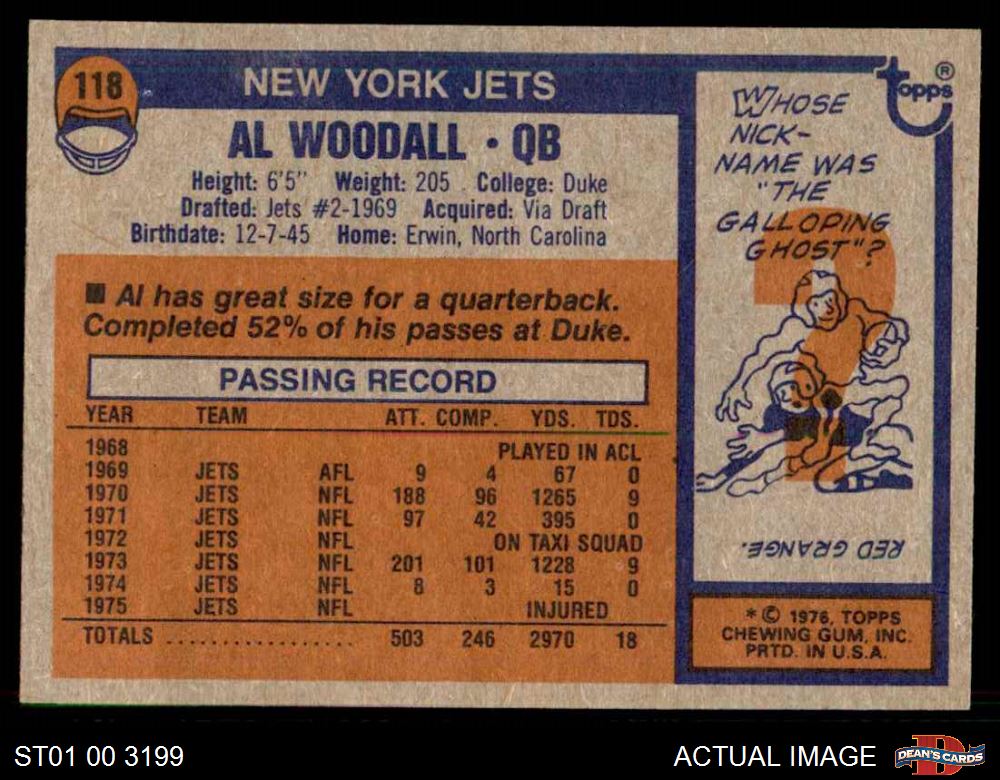 118
NEW YORK JETS
AL WOODALL • QB
Height: 6'5" Weight: 205 College: Duke
Drafted: Jets #2-1969 Acquired: Via Draft
Birthdate: 12-7-45 Home: Erwin, North Carolina
■ Al has great size for a quarterback.
Completed 52% of his passes at Duke.
PASSING RECORD
YEAR TEAM ATT. COMP. YDS. TDS.
1968 PLAYED IN ACL
1969 JETS AFL 9 4 67 0
1970 JETS NFL 188 96 1265 9
1971 JETS NFL 97 42 395 0
1972 JETS NFL ON TAXI SQUAD
1973 JETS NFL 201 101 1228 9
1974 JETS NFL 8 3 15 0
1975 JETS NFL INJURED
TOTALS .................. 503 246 2970 18
topps®
WHOSE
NICK-
NAME WAS
"THE
GALLOPING
GHOST"?
RED GRANGE.
* © 1976, TOPPS
CHEWING GUM, INC.
PRTD. IN U.S.A.
ST01 00 3199
ACTUAL IMAGE
D
DEAN'S CARDS